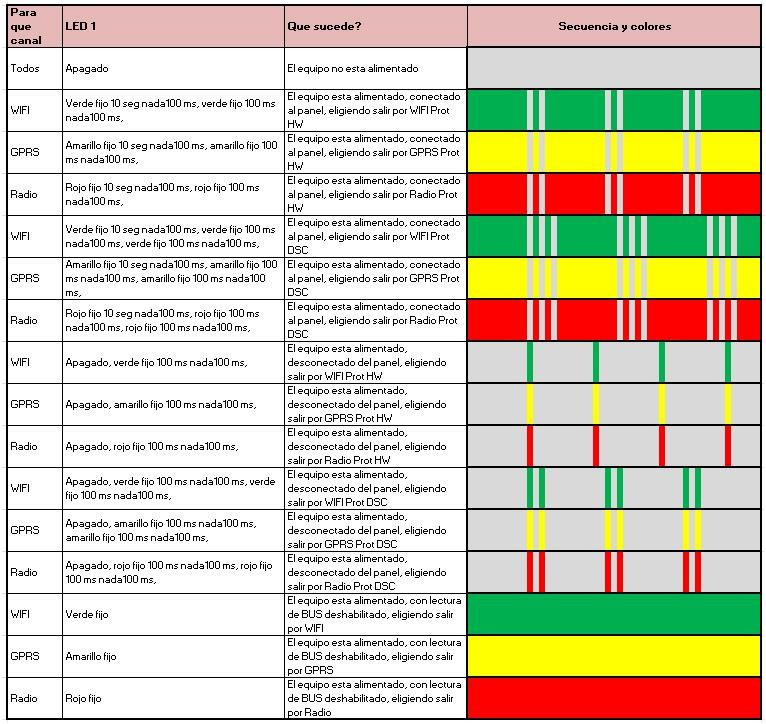 Para
que
canal
LED 1
Que sucede?
Secuencia y colores
Todos
Apagado
El equipo no esta alimentado
WIFI
Verde fijo 10 seg nada100 ms, verde fijo 100 ms
nada100 ms,
El equipo esta alimentado, conectado
al panel, eligiendo salir por WIFI Prot
HW
GPRS
Amarillo fijo 10 seg nada100 ms, amarillo fijo 100
ms nada100 ms,
El equipo esta alimentado, conectado
al panel, eligiendo salir por GPRS Prot
HW
Radio
Rojo fijo 10 seg nada100 ms, rojo fijo 100 ms
nada100 ms,
El equipo esta alimentado, conectado
al panel, eligiendo salir por Radio Prot
HW
WIFI
Verde fijo 10 seg nada100 ms, verde fijo 100 ms
nada100 ms, verde fijo 100 ms nada100 ms,
El equipo esta alimentado, conectado
al panel, eligiendo salir por WIFI Prot
DSC
GPRS
Amarillo fijo 10 seg nada100 ms, amarillo fijo 100
ms nada100 ms, amarillo fijo 100 ms nada100
ms,
El equipo esta alimentado, conectado
al panel, eligiendo salir por GPRS Prot
DSC
Radio
Rojo fijo 10 seg nada100 ms, rojo fijo 100 ms
nada100 ms, rojo fijo 100 ms nada100 ms,
El equipo esta alimentado, conectado
al panel, eligiendo salir por Radio Prot
DSC
WIFI
Apagado, verde fijo 100 ms nada100 ms,
El equipo esta alimentado,
desconectado del panel, eligiendo
salir por WIFI Prot HW
GPRS
Apagado, amarillo fijo 100 ms nada100 ms,
El equipo esta alimentado,
desconectado del panel, eligiendo
salir por GPRS Prot HW
Radio
Apagado, rojo fijo 100 ms nada100 ms,
El equipo esta alimentado,
desconectado del panel, eligiendo
salir por Radio Prot HW
WIFI
Apagado, verde fijo 100 ms nada100 ms, verde
fijo 100 ms nada100 ms,
El equipo esta alimentado,
desconectado del panel, eligiendo
salir por WIFI Prot DSC
GPRS
Apagado, amarillo fijo 100 ms nada100 ms,
amarillo fijo 100 ms nada100 ms,
El equipo esta alimentado,
desconectado del panel, eligiendo
salir por GPRS Prot DSC
Radio
Apagado, rojo fijo 100 ms nada100 ms, rojo fijo
100 ms nada100 ms,
El equipo esta alimentado,
desconectado del panel, eligiendo
salir por Radio Prot DSC
WIFI
Verde fijo
El equipo esta alimentado, con lectura
de BUS deshabilitado, eligiendo salir
por WIFI
GPRS
Amarillo fijo
El equipo esta alimentado, con lectura
de BUS deshabilitado, eligiendo salir
por GPRS
Radio
Rojo fijo
El equipo esta alimentado, con lectura
de BUS deshabilitado, eligiendo salir
por Radio